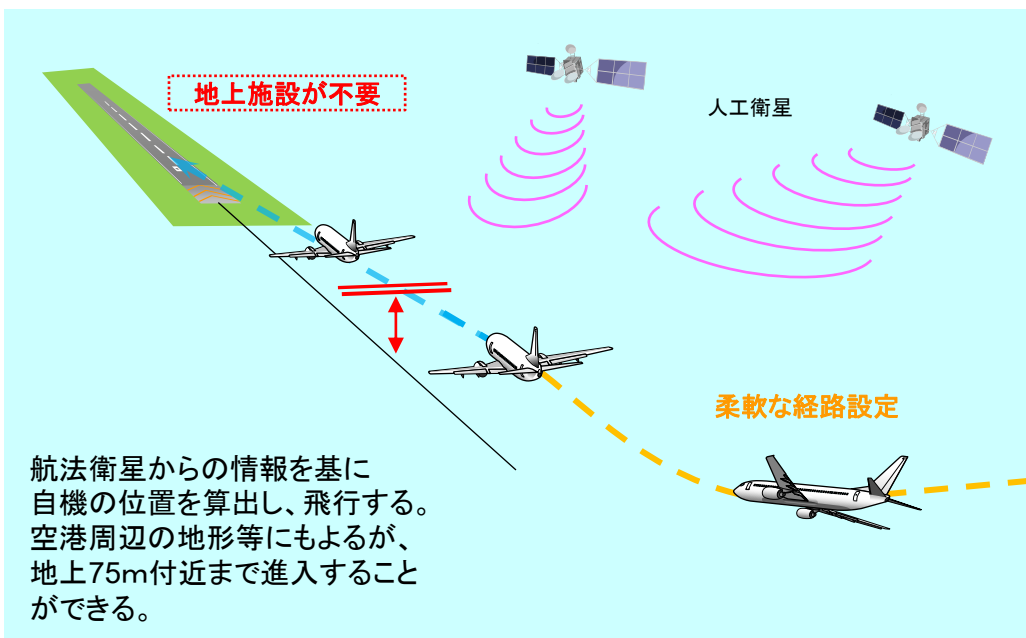 地上施設が不要
人工衛星
柔軟な経路設定
航法衛星からの情報を基に
自機の位置を算出し、飛行する。
空港周辺の地形等にもよるが、
地上75m付近まで進入すること
ができる。